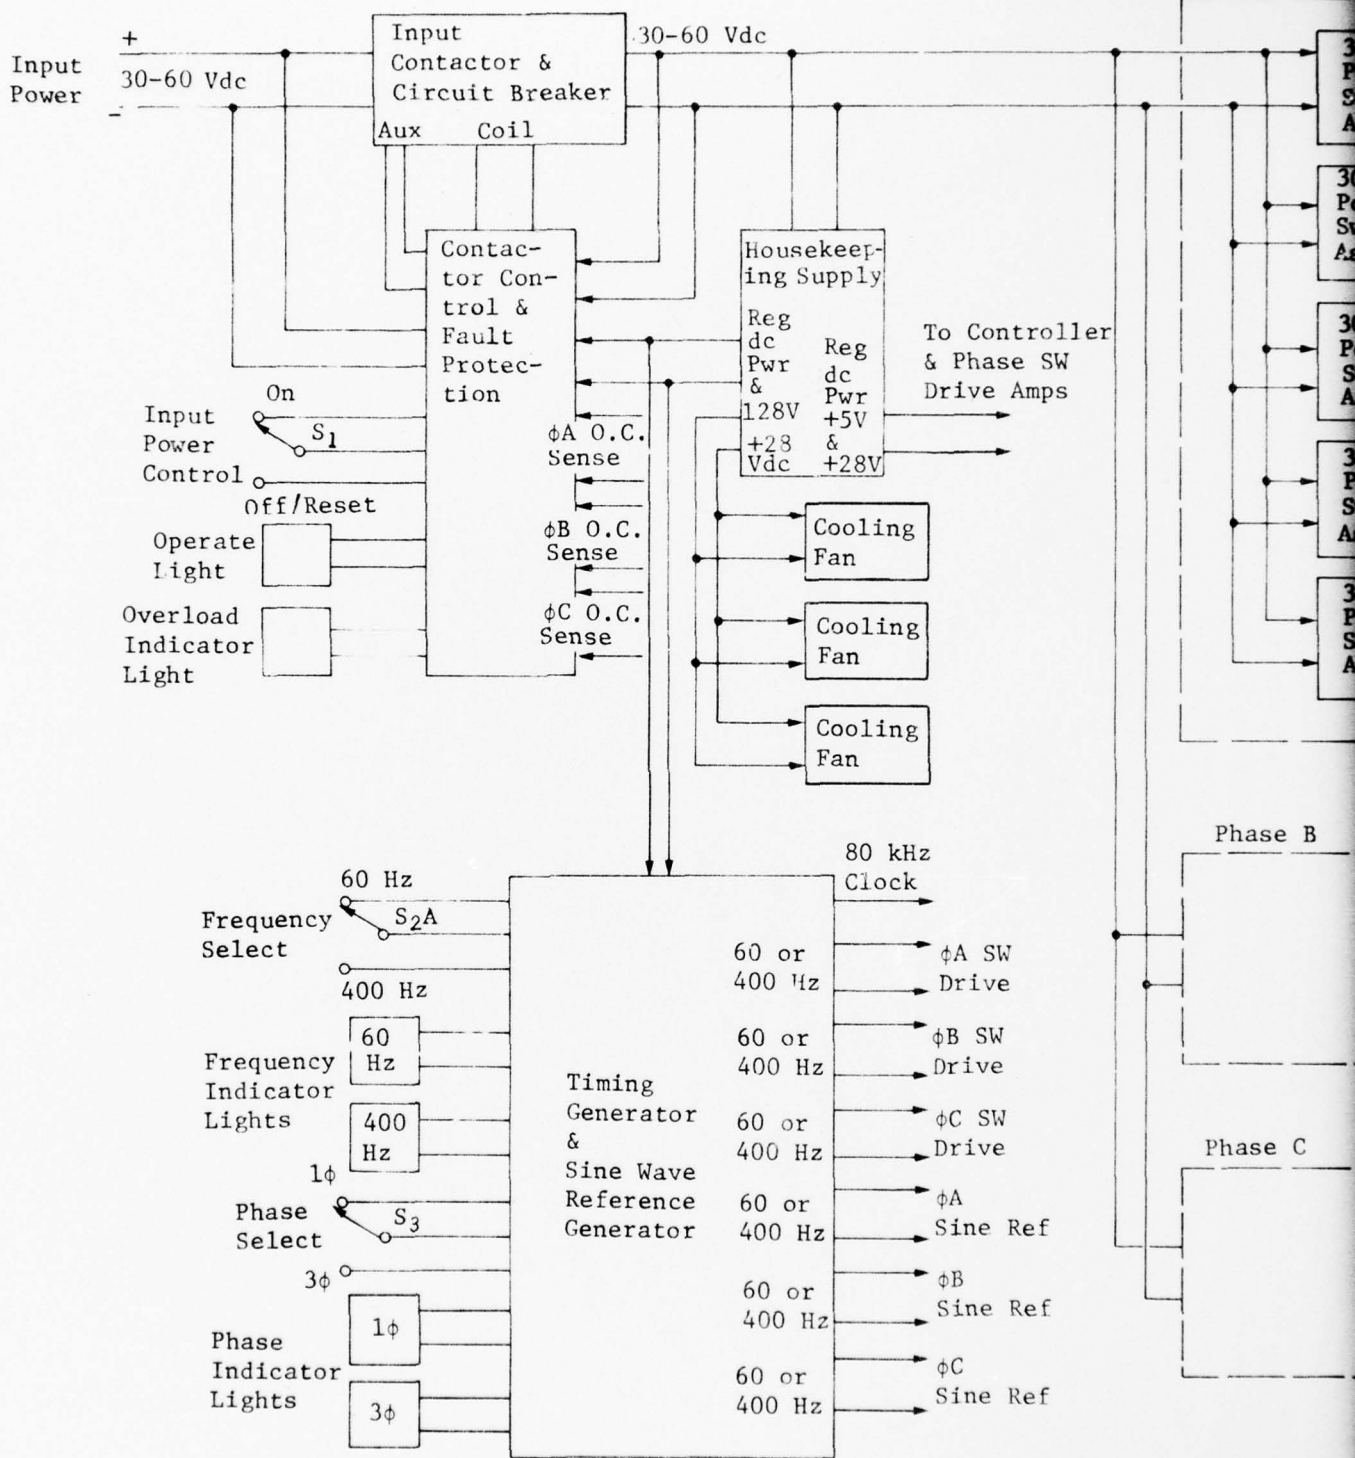 Input
Power
+
30-60 Vdc
-
Input
Contactor &
Circuit Breaker
Aux
Coil
30-60 Vdc
Contac-
tor Con-
trol &
Fault
Protec-
tion
Housekeep-
ing Supply
Reg
dc
Pwr
&
128V
+28
Vdc
Reg
dc
Pwr
+5V
&
+28V
To Controller
& Phase SW
Drive Amps
On
Input
Power
Control
S1
Off/Reset
Operate
Light
Overload
Indicator
Light
ϕA O.C.
Sense
ϕB O.C.
Sense
ϕC O.C.
Sense
Cooling
Fan
Cooling
Fan
Cooling
Fan
60 Hz
Frequency
Select
S2A
400 Hz
60
Hz
Frequency
Indicator
Lights
400
Hz
1ϕ
Phase
Select
S3
3ϕ
1ϕ
Phase
Indicator
Lights
3ϕ
Timing
Generator
&
Sine Wave
Reference
Generator
80 kHz
Clock
60 or
400 Hz
ϕA SW
Drive
60 or
400 Hz
ϕB SW
Drive
60 or
400 Hz
ϕC SW
Drive
60 or
400 Hz
ϕA
Sine Ref
60 or
400 Hz
ϕB
Sine Ref
60 or
400 Hz
ϕC
Sine Ref
Phase B
Phase C